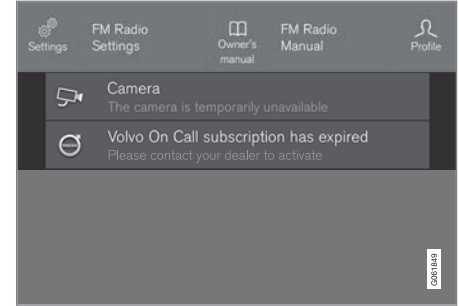 Settings
FM Radio
Settings
Owner's
manual
FM Radio
Manual
Profile
Camera
The camera is temporarily unavailable
Volvo On Call subscription has expired
Please contact your dealer to activate
G061849